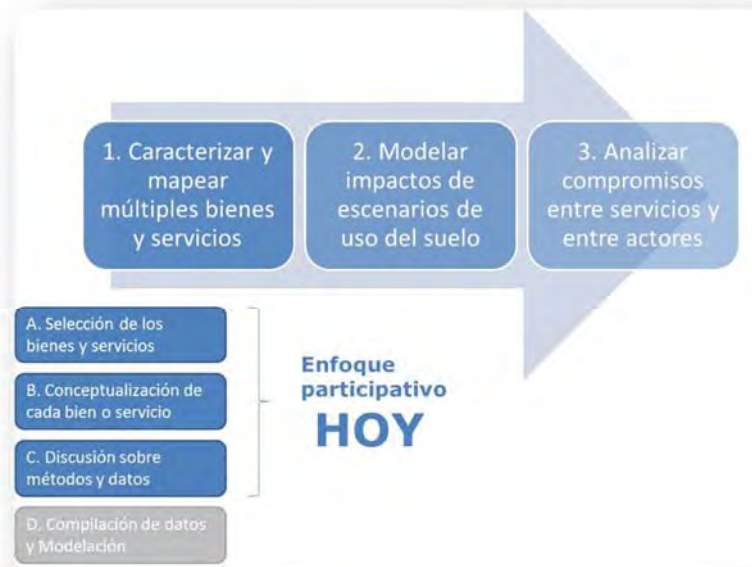 1. Caracterizar y
mapear
múltiples bienes
y servicios
2. Modelar
impactos de
escenarios de
uso del suelo
3. Analizar
compromisos
entre servicios y
entre actores
A. Selección de los
bienes y servicios
B. Conceptualización de
cada bien o servicio
C. Discusión sobre
métodos y datos
D. Compilación de datos
y Modelación
Enfoque
participativo
HOY